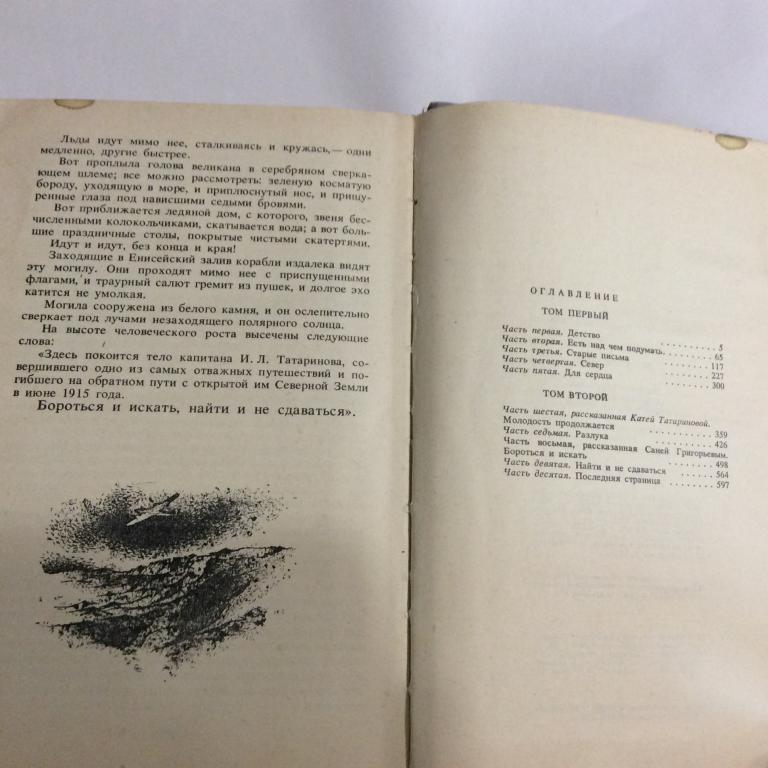 Льды идут мимо нее, сталкиваясь и кружась,— одни
медленно, другие быстрее.
Вот проплыла голова великана в серебряном сверка-
ющем шлеме; все можно рассмотреть: зеленую косматую
бороду, уходящую в море, и приплюснутый нос, и прищу-
ренные глаза под нависшими седыми бровями.
Вот приближается ледяной дом, с которого, звеня бес-
численными колокольчиками, скатывается вода; а вот боль-
шие праздничные столы, покрытые чистыми скатертями.
Идут и идут, без конца и края!
Заходящие в Енисейский залив корабли издалека видят
эту могилу. Они проходят мимо нее с приспущенными
флагами, и траурный салют гремит из пушек, и долгое эхо
катится не умолкая.
Могила сооружена из белого камня, и он ослепительно
сверкает под лучами незаходящего полярного солнца.
На высоте человеческого роста высечены следующие
слова:
«Здесь покоится тело капитана И. Л. Татаринова, со-
вершившего одно из самых отважных путешествий и по-
гибшего на обратном пути с открытой им Северной Земли
в июне 1915 года.
Бороться и искать, найти и не сдаваться».
ОГЛАВЛЕНИЕ
ТОМ ПЕРВЫЙ
Часть первая. Детство . . . . . . . . . 5
Часть вторая. Есть над чем подумать. . . . . . . . 65
Часть третья. Старые письма . . . . . . . 117
Часть четвертая. Север . . . . . . . 227
Часть пятая. Для сердца . . . . . . . 300
ТОМ ВТОРОЙ
Часть шестая, рассказанная Катей Татариновой.
Молодость продолжается . . . . . . . . . . 359
Часть седьмая. Разлука . . . . . . . . . 426
Часть восьмая, рассказанная Саней Григорьевым.
Бороться и искать . . . . . . . . 498
Часть девятая. Найти и не сдаваться . . . . . . 564
Часть десятая. Последняя страница . . . . . . . 597